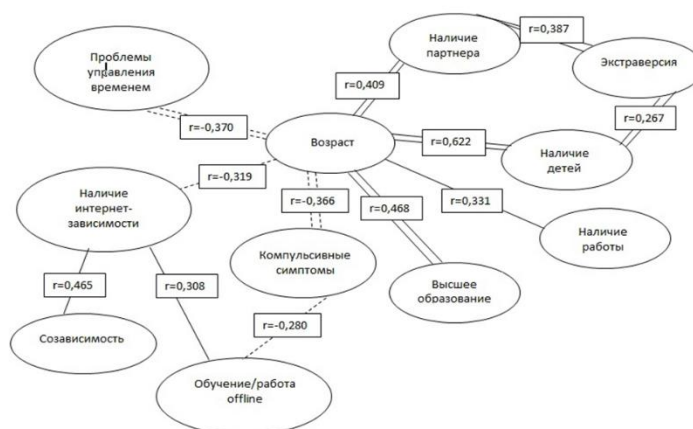 Проблемы
управления
временем
Наличие
партнера
r=0,387
Экстраверсия
r=0,409
r=-0,370
Возраст
r=0,622
r=0,267
Наличие
детей
r=-0,319
Наличие
интернет-
зависимости
r=-0,366
r=0,468
r=0,331
Наличие
работы
Компульсивные
симптомы
Высшее
образование
r=0,465
r=0,308
r=-0,280
Созависимость
Обучение/работа
offline